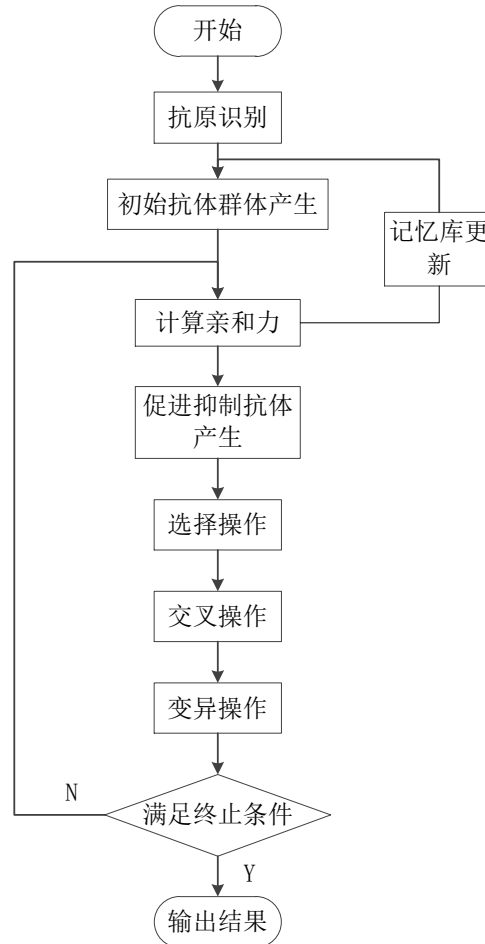 开始
抗原识别
初始抗体群体产生
记忆库更
新
计算亲和力
促进抑制抗体
产生
选择操作
交叉操作
变异操作
N
满足终止条件
Y
输出结果